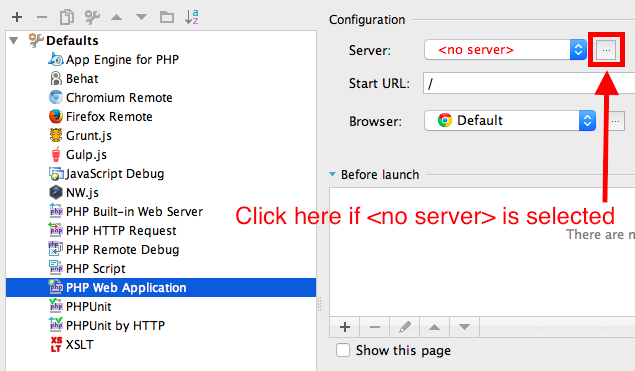 Defaults
App Engine for PHP
Behat
Chromium Remote
Firefox Remote
Grunt.js
Gulp.js
JavaScript Debug
NW.js
PHP Built-in Web Server
PHP HTTP Request
PHP Remote Debug
PHP Script
PHP Web Application
PHPUnit
PHPUnit by HTTP
XSLT
Configuration
Server: <no server> ...
Start URL: /
Browser: Default ...
Before launch
Click here if <no server> is selected
There are n
Show this page